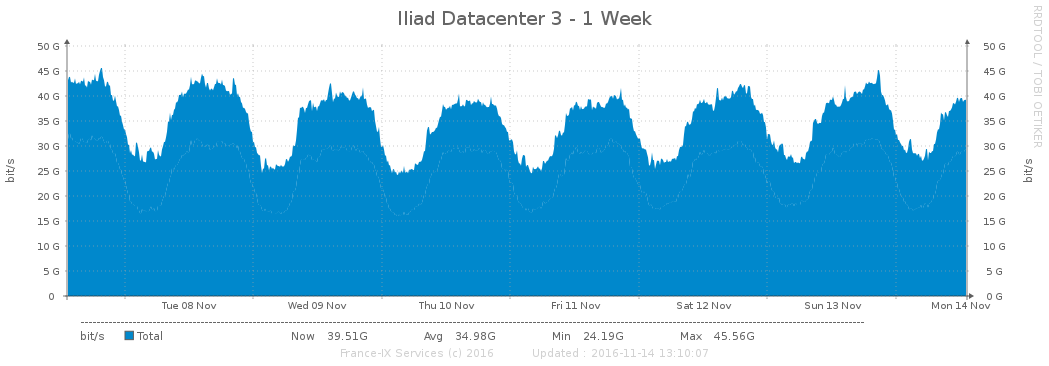 Iliad Datacenter 3 - 1 Week
RRDTOOL / TOBI OETIKER
50 G 50 G
45 G 45 G
40 G 40 G
35 G 35 G
30 G 30 G
25 G 25 G
20 G 20 G
15 G 15 G
10 G 10 G
5 G 5 G
0 0 G
bit/s bit/s
Tue 08 Nov Wed 09 Nov Thu 10 Nov Fri 11 Nov Sat 12 Nov Sun 13 Nov Mon 14 Nov
bit/s Total Now 39.51G Avg 34.98G Min 24.19G Max 45.56G
France-IX Services (c) 2016 Updated : 2016-11-14 13:10:07